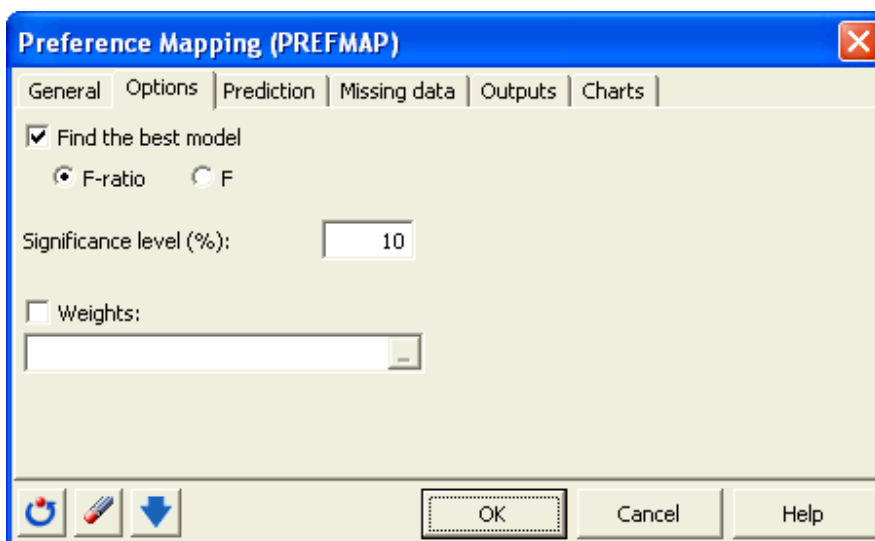 Preference Mapping (PREFMAP)
General Options Prediction Missing data Outputs Charts
Find the best model
F-ratio F
Significance level (%): 10
Weights:
OK Cancel Help